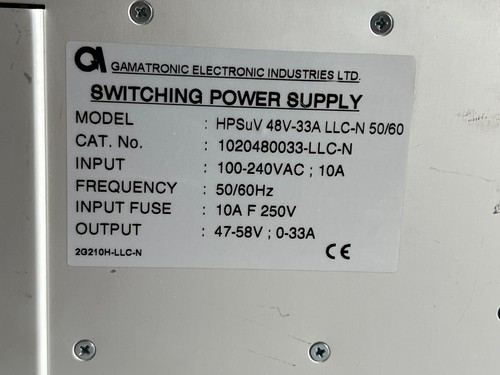 GAMATRONIC ELECTRONIC INDUSTRIES LTD.
SWITCHING POWER SUPPLY
MODEL : HPSuV 48V-33A LLC-N 50/60
CAT. No. : 1020480033-LLC-N
INPUT : 100-240VAC ; 10A
FREQUENCY : 50/60Hz
INPUT FUSE : 10A F 250V
OUTPUT : 47-58V ; 0-33A
2G210H-LLC-N CE